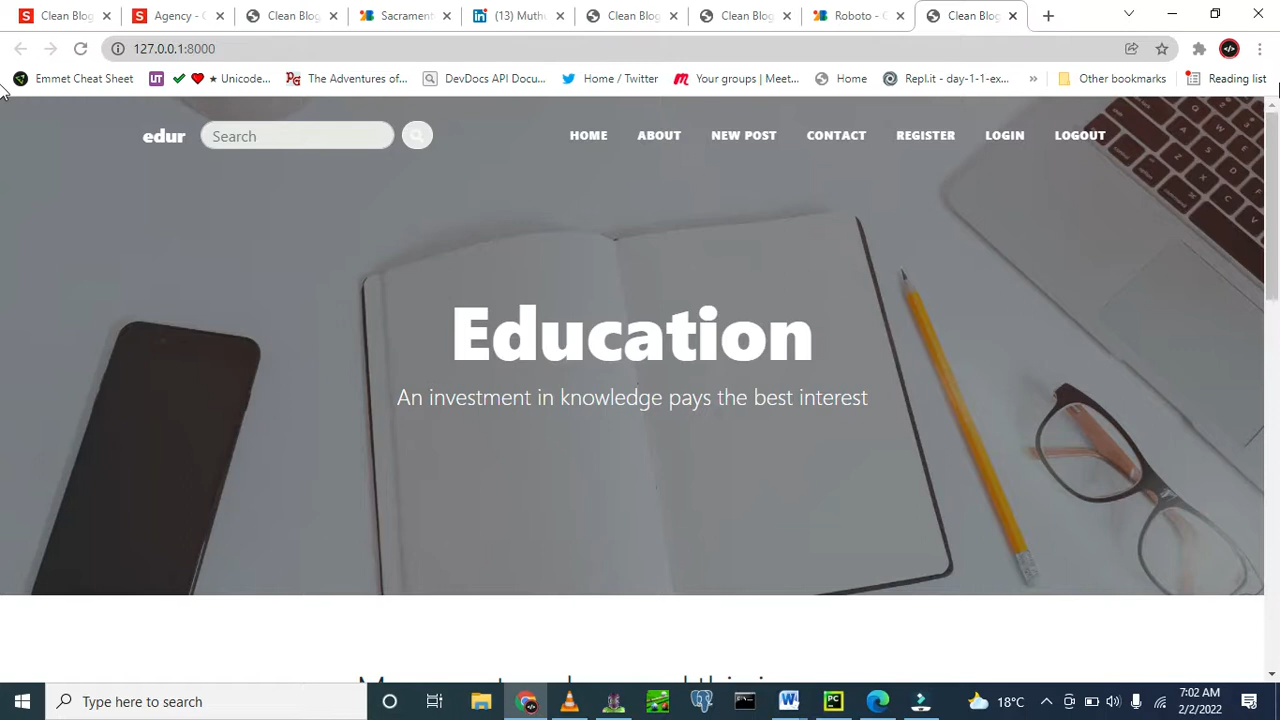 Clean Blog
Agency - C
Clean Blog
Sacrament
(13) Muth
Clean Blog
Clean Blog
Roboto - G
Clean Blog
127.0.0.1:8000
Emmet Cheat Sheet
UT
★ Unicode...
The Adventures of...
DevDocs API Docu...
Home / Twitter
Your groups | Meet...
Home
Repl.it - day-1-1-ex...
»
Other bookmarks
Reading list
edur
Search
HOME
ABOUT
NEW POST
CONTACT
REGISTER
LOGIN
LOGOUT
Education
An investment in knowledge pays the best interest
Type here to search
18°C
7:02 AM
2/2/2022